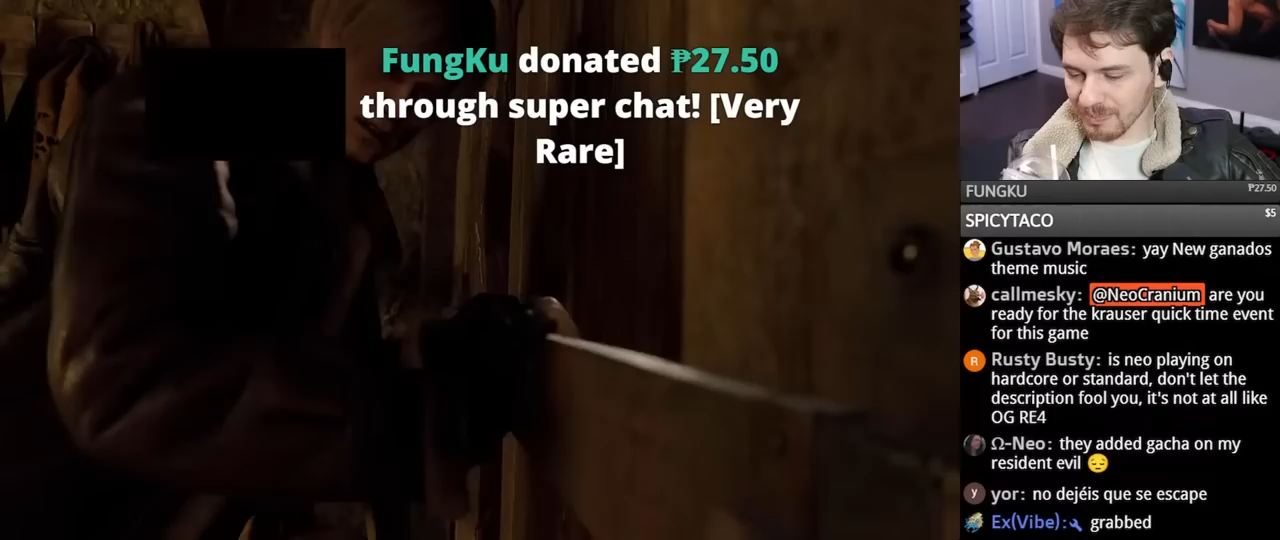 FungKu donated ₱27.50
through super chat! [Very
Rare]
FUNGKU ₱27.50
SPICYTACO $5
Gustavo Moraes: yay New ganados
theme music
callmesky: @NeoCranium are you
ready for the krauser quick time event
for this game
R Rusty Busty: is neo playing on
hardcore or standard, don't let the
description fool you, it's not at all like
OG RE4
Ω-Neo: they added gacha on my
resident evil 😔
y yor: no dejéis que se escape
Ex(Vibe):🔧 grabbed